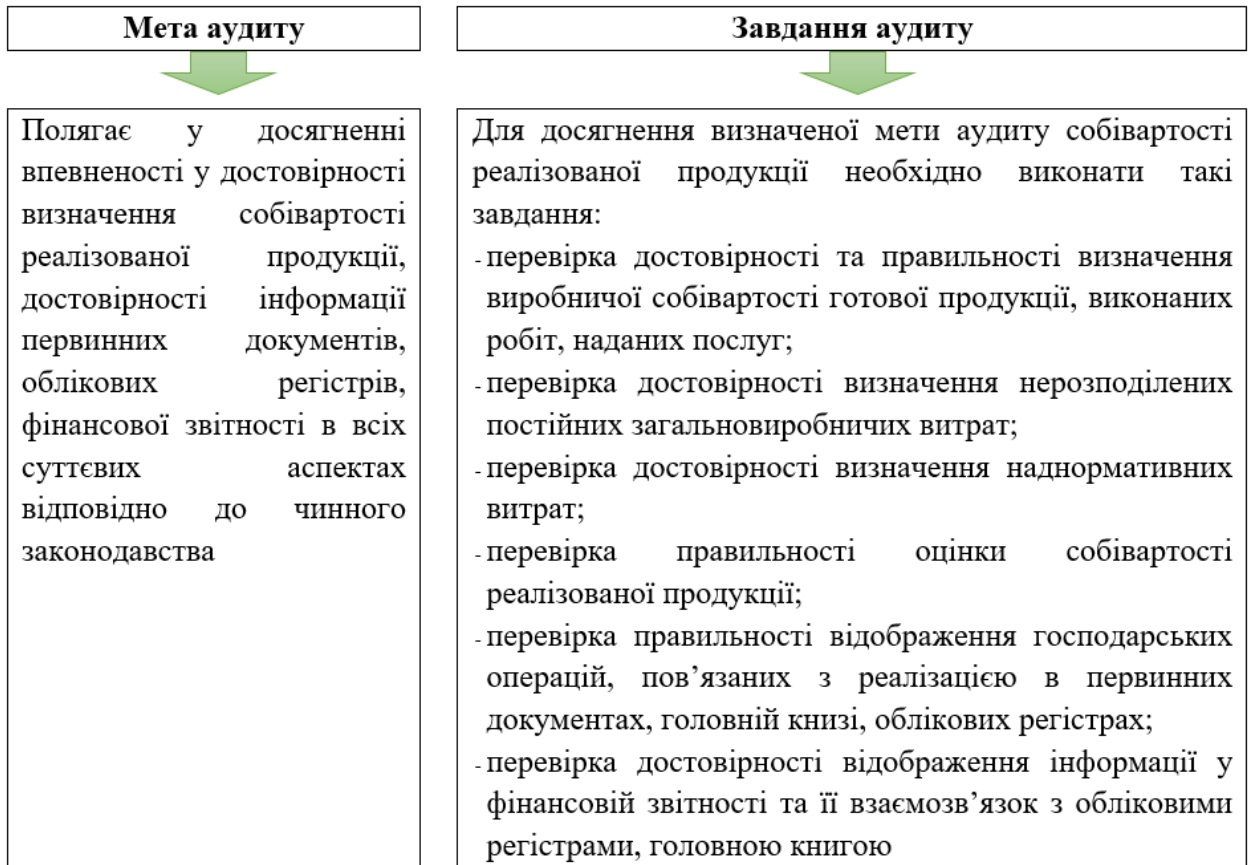 Мета аудиту
Полягає у досягненні
впевненості у достовірності
визначення собівартості
реалізованої продукції,
достовірності інформації
первинних документів,
облікових регістрів,
фінансової звітності в всіх
суттєвих аспектах
відповідно до чинного
законодавства
Завдання аудиту
Для досягнення визначеної мети аудиту собівартості
реалізованої продукції необхідно виконати такі
завдання:
- перевірка достовірності та правильності визначення
виробничої собівартості готової продукції, виконаних
робіт, наданих послуг;
- перевірка достовірності визначення нерозподілених
постійних загальновиробничих витрат;
- перевірка достовірності визначення наднормативних
витрат;
- перевірка правильності оцінки собівартості
реалізованої продукції;
- перевірка правильності відображення господарських
операцій, пов’язаних з реалізацією в первинних
документах, головній книзі, облікових регістрах;
- перевірка достовірності відображення інформації у
фінансовій звітності та її взаємозв’язок з обліковими
регістрами, головною книгою